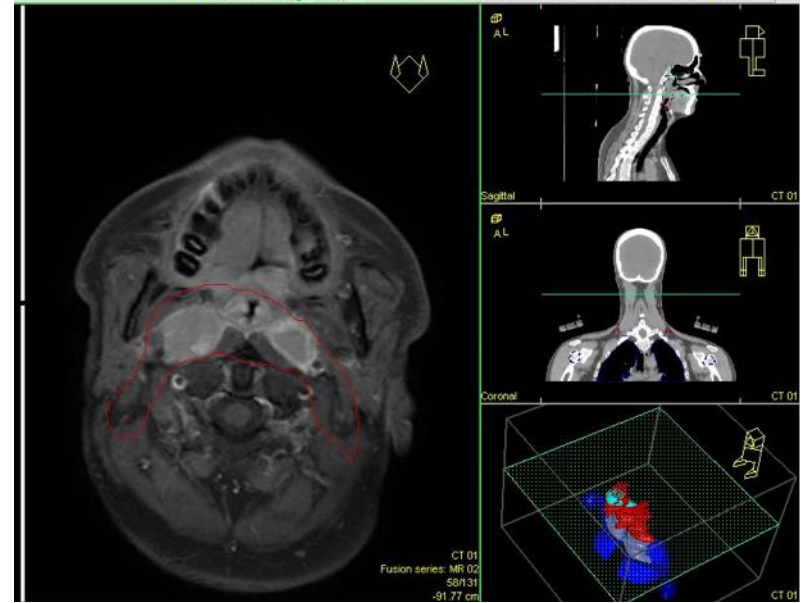 CT 01
Fusion series: MR 02
58/131
-91.77 cm
A L
Sagittal
CT 01
A L
Coronal
CT 01
CT 01